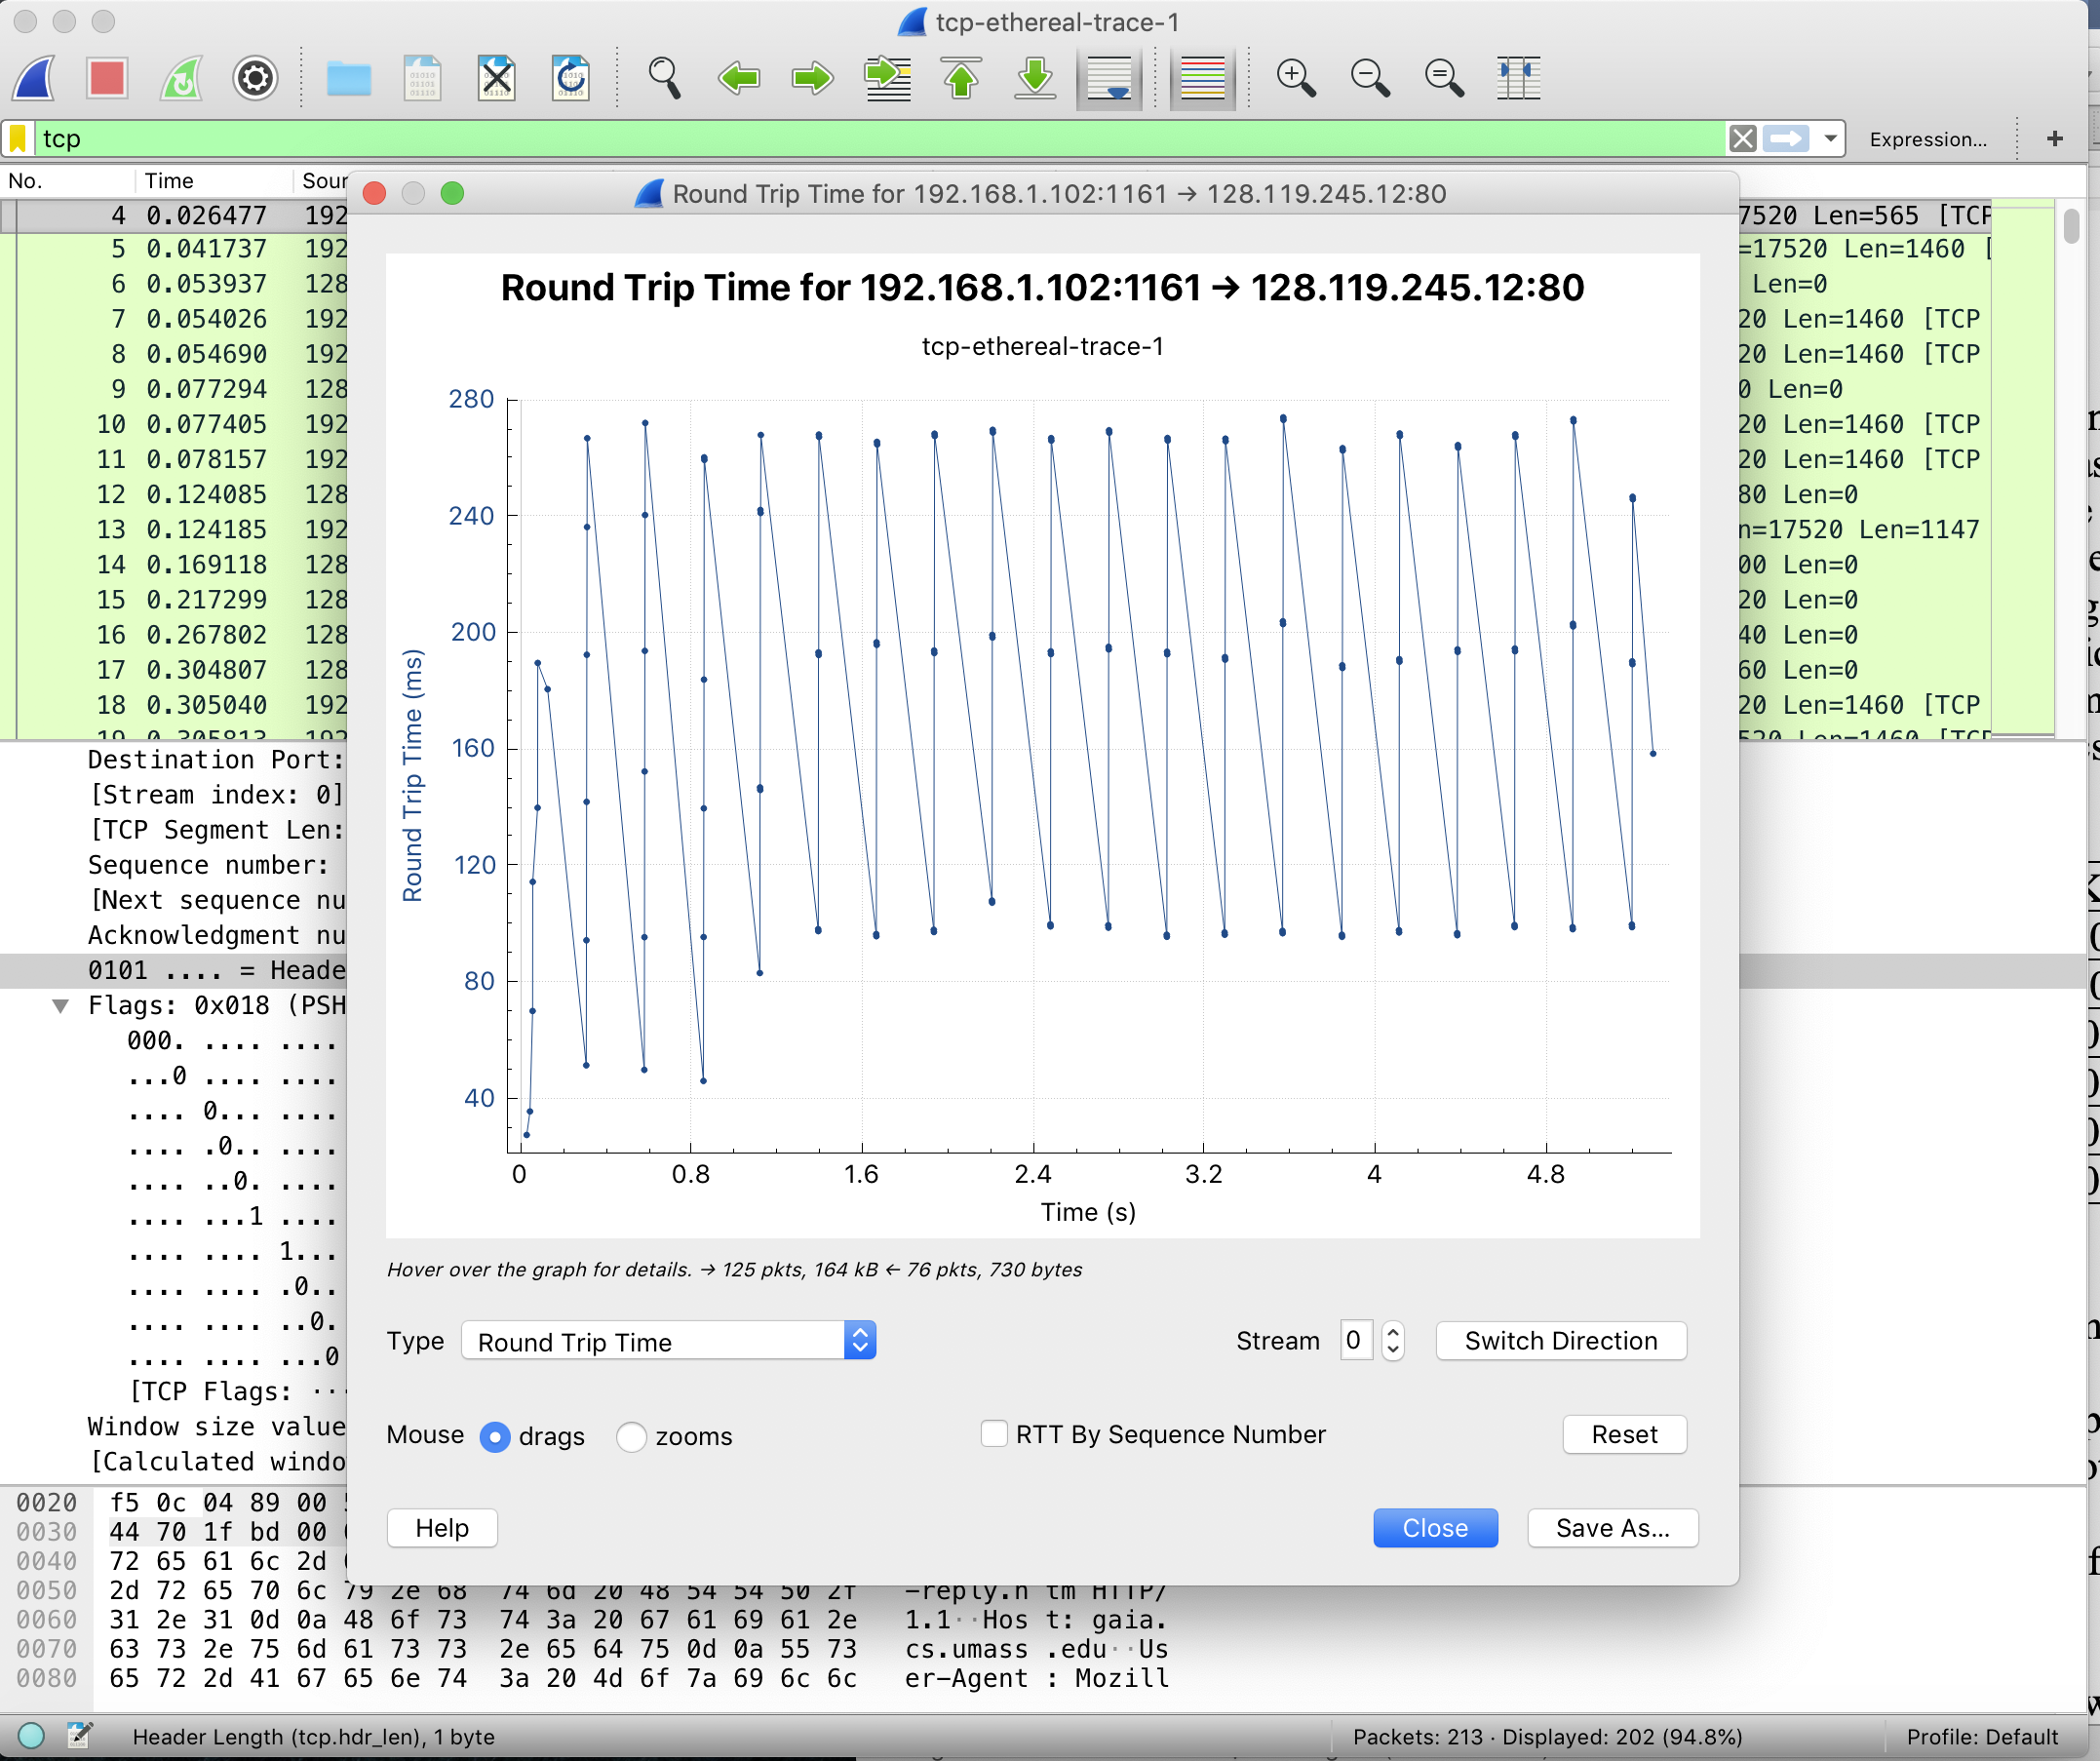 tcp-ethereal-trace-1
tcp
Expression...
+
No. Time Sour
4 0.026477 192
5 0.041737 192
6 0.053937 128
7 0.054026 192
8 0.054690 192
9 0.077294 128
10 0.077405 192
11 0.078157 192
12 0.124085 128
13 0.124185 192
14 0.169118 128
15 0.217299 128
16 0.267802 128
17 0.304807 128
18 0.305040 192
19 0.305813 192
7520 Len=565 [TCP
=17520 Len=1460 [
Len=0
20 Len=1460 [TCP
20 Len=1460 [TCP
0 Len=0
20 Len=1460 [TCP
20 Len=1460 [TCP
80 Len=0
n=17520 Len=1147
00 Len=0
20 Len=0
40 Len=0
60 Len=0
20 Len=1460 [TCP
520 Len=1460 [TCP
Destination Port:
[Stream index: 0]
[TCP Segment Len:
Sequence number:
[Next sequence nu
Acknowledgment nu
0101 .... = Heade
Flags: 0x018 (PSH
000. .... ....
...0 .... ....
.... 0... ....
.... .0.. ....
.... ..0. ....
.... ...1 ....
.... .... 1...
.... .... .0..
.... .... ..0.
.... .... ...0
[TCP Flags: ···
Window size value
[Calculated windo
Round Trip Time for 192.168.1.102:1161 → 128.119.245.12:80
Round Trip Time for 192.168.1.102:1161 → 128.119.245.12:80
tcp-ethereal-trace-1
Round Trip Time (ms)
280
240
200
160
120
80
40
0 0.8 1.6 2.4 3.2 4 4.8
Time (s)
Hover over the graph for details. → 125 pkts, 164 kB ← 76 pkts, 730 bytes
Type Round Trip Time Stream 0 Switch Direction
Mouse drags zooms RTT By Sequence Number Reset
Help Close Save As...
0020 f5 0c 04 89 00
0030 44 70 1f bd 00
0040 72 65 61 6c 2d
0050 2d 72 65 70 6c 79 2e 68 74 6d 20 48 54 54 50 2f -reply.h tm HTTP/
0060 31 2e 31 0d 0a 48 6f 73 74 3a 20 67 61 69 61 2e 1.1··Hos t: gaia.
0070 63 73 2e 75 6d 61 73 73 2e 65 64 75 0d 0a 55 73 cs.umass .edu··Us
0080 65 72 2d 41 67 65 6e 74 3a 20 4d 6f 7a 69 6c 6c er-Agent : Mozill
Header Length (tcp.hdr_len), 1 byte Packets: 213 · Displayed: 202 (94.8%) Profile: Default